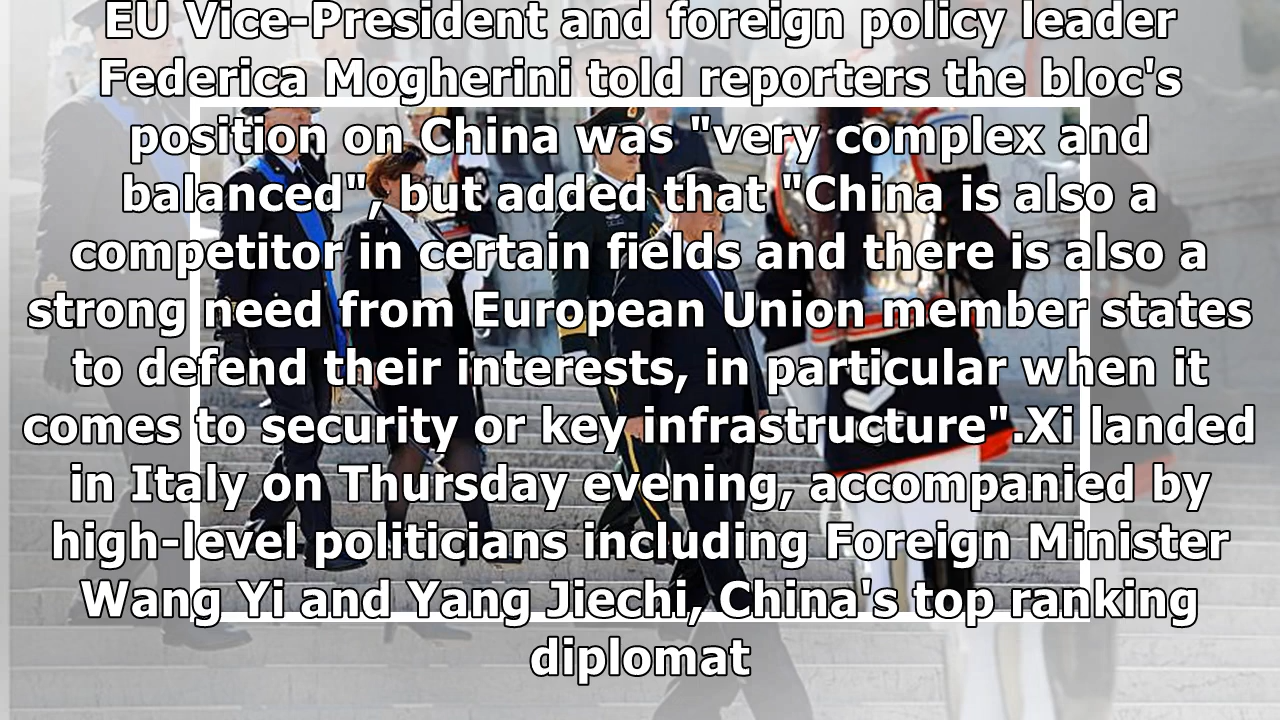 EU Vice-President and foreign policy leader
Federica Mogherini told reporters the bloc's
position on China was "very complex and
balanced", but added that "China is also a
competitor in certain fields and there is also a
strong need from European Union member states
to defend their interests, in particular when it
comes to security or key infrastructure".Xi landed
in Italy on Thursday evening, accompanied by
high-level politicians including Foreign Minister
Wang Yi and Yang Jiechi, China's top ranking
diplomat